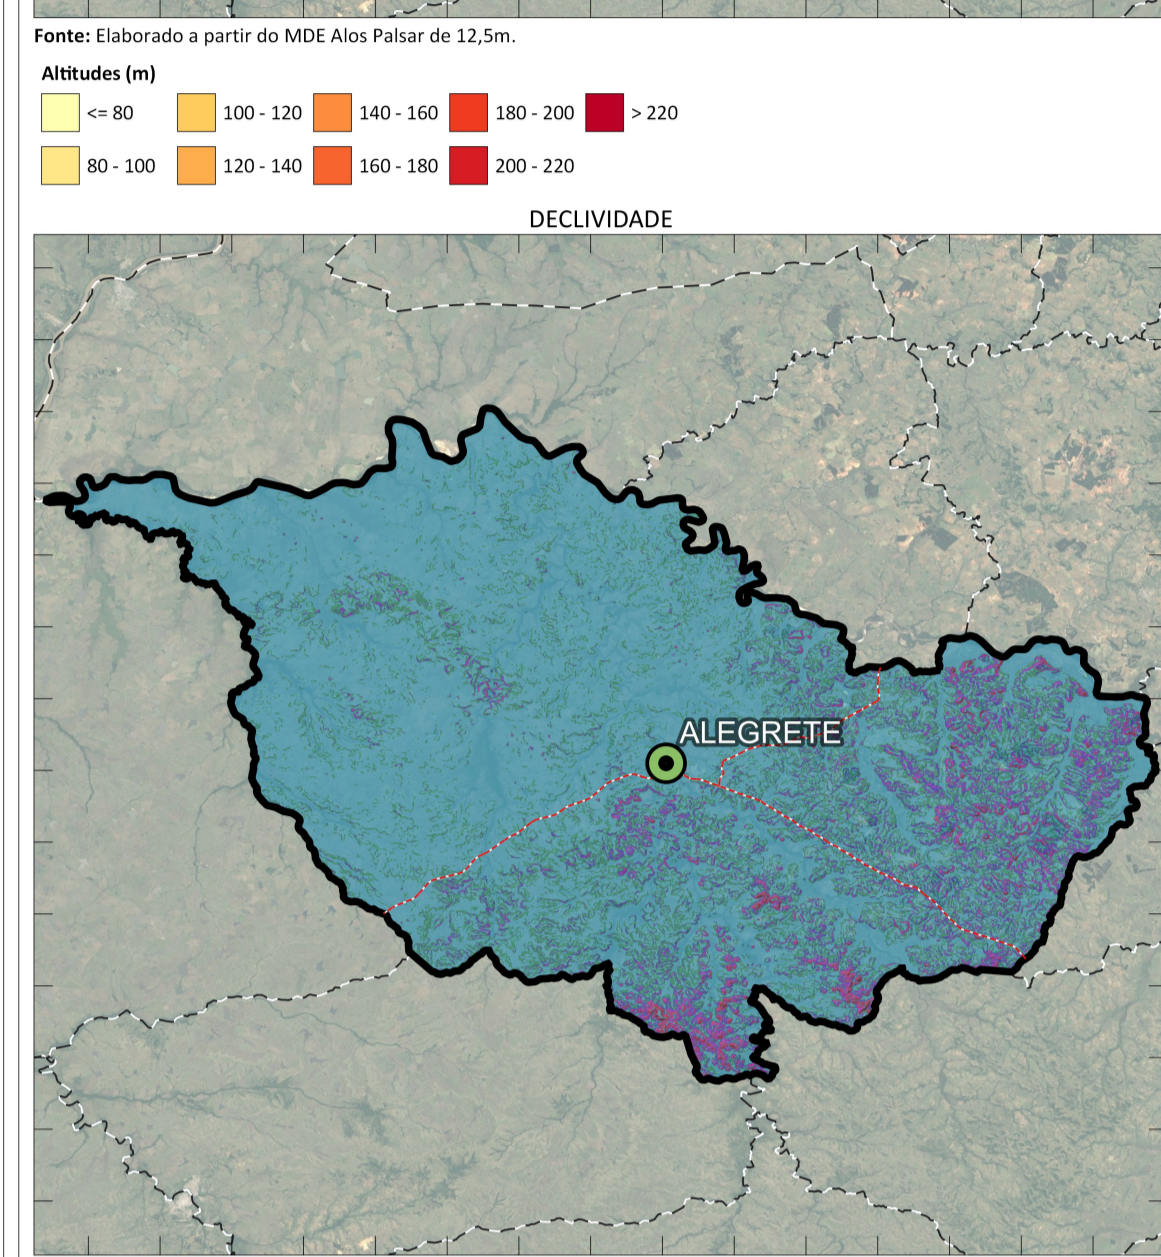 Fonte: Elaborado a partir do MDE Alos Palsar de 12,5m.
Altitudes (m)
<= 80 100 - 120 140 - 160 180 - 200 > 220
80 - 100 120 - 140 160 - 180 200 - 220
DECLIVIDADE
ALEGRETE